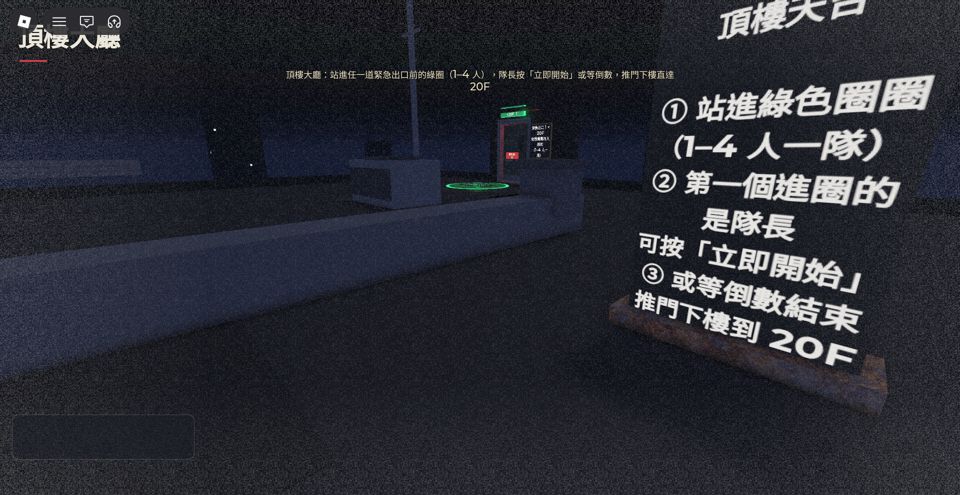 頂樓大廳
頂樓大廳：站進任一道緊急出口前的綠圈（1–4 人），隊長按「立即開始」或等倒數，推門下樓直達
20F
頂樓天台
① 站進綠色圈圈
（1–4 人一隊）
② 第一個進圈的
是隊長
可按「立即開始」
③ 或等倒數結束
推門下樓到 20F
20F